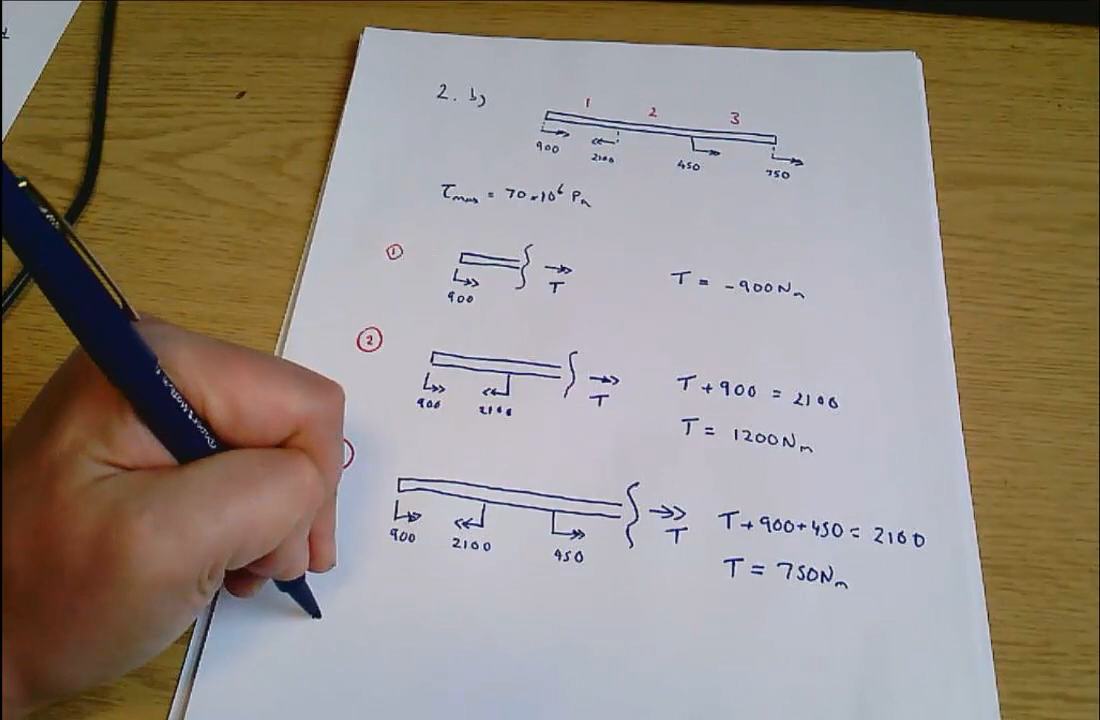 2. b)
1 2 3
900 2100 450 750
τmax = 70×10⁶ Pa
①
900 T
T = -900Nm
②
900 2100 T
T + 900 = 2100
T = 1200Nm
900 2100 450 T
T + 900 + 450 = 2100
T = 750Nm